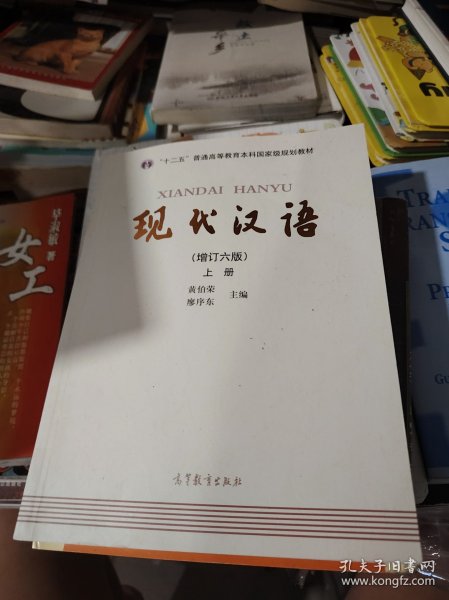 "十二五"普通高等教育本科国家级规划教材
XIANDAI HANYU
现代汉语
(增订六版)
上册
黄伯荣
廖序东
主编
高等教育出版社
女工
著
孔夫子旧书网
www.kongfz.com